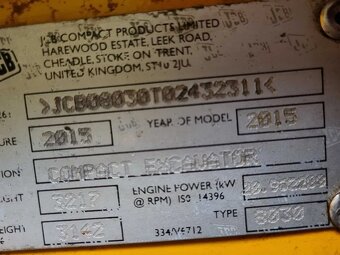 JCB COMPACT PRODUCTS LIMITED
HAREWOOD ESTATE, LEEK ROAD,
CHEADLE, STOKE ON TRENT,
UNITED KINGDOM, ST10 2JU
>JCB08030T02432311<
2015 YEAR OF MODEL 2015
COMPACT EXCAVATOR
3217 ENGINE POWER (kW
@ RPM) ISO 14396
3142 334/V6712 TYPE 8030